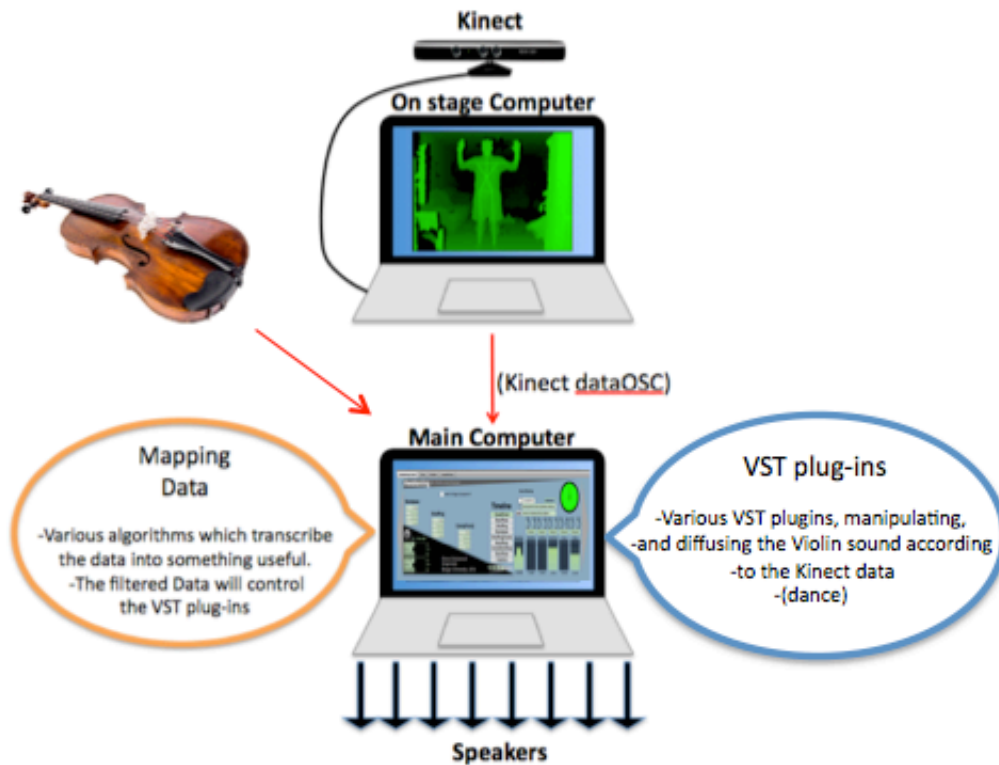 Kinect
On stage Computer
(Kinect dataOSC)
Main Computer
Mapping
Data
-Various algorithms which transcribe
the data into something useful.
-The filtered Data will control
the VST plug-ins
VST plug-ins
-Various VST plugins, manipulating,
-and diffusing the Violin sound according
-to the Kinect data
-(dance)
Speakers